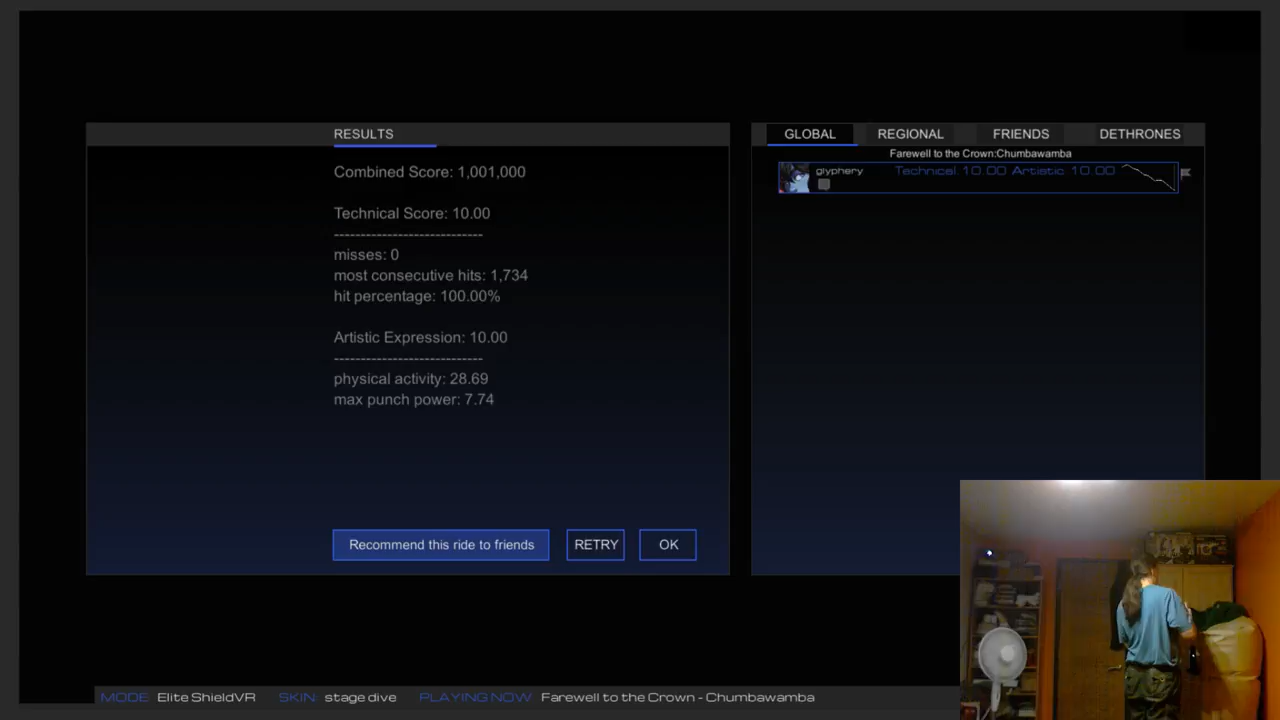 RESULTS
Combined Score: 1,001,000
Technical Score: 10.00
----------------------------
misses: 0
most consecutive hits: 1,734
hit percentage: 100.00%
Artistic Expression: 10.00
----------------------------
physical activity: 28.69
max punch power: 7.74
Recommend this ride to friends RETRY OK
GLOBAL REGIONAL FRIENDS DETHRONES
Farewell to the Crown:Chumbawamba
glyphery Technical 10.00 Artistic 10.00
MODE Elite ShieldVR SKIN: stage dive PLAYING NOW Farewell to the Crown - Chumbawamba